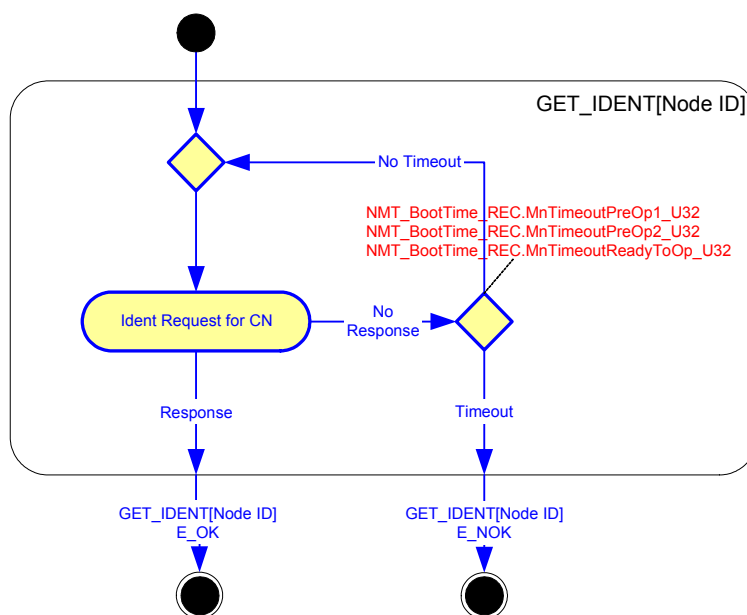 GET_IDENT[Node ID]
No Timeout
NMT_BootTime_REC.MnTimeoutPreOp1_U32
NMT_BootTime_REC.MnTimeoutPreOp2_U32
NMT_BootTime_REC.MnTimeoutReadyToOp_U32
Ident Request for CN
No
Response
Response
Timeout
GET_IDENT[Node ID]
E_OK
GET_IDENT[Node ID]
E_NOK